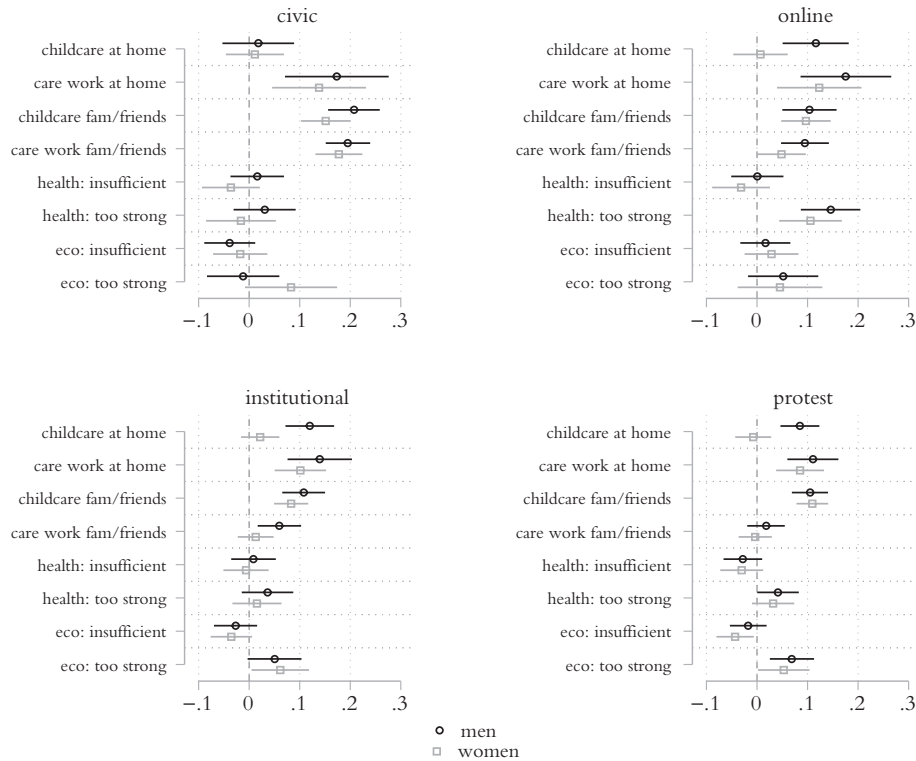 civic
childcare at home
care work at home
childcare fam/friends
care work fam/friends
health: insufficient
health: too strong
eco: insufficient
eco: too strong
−.1 0 .1 .2 .3
online
childcare at home
care work at home
childcare fam/friends
care work fam/friends
health: insufficient
health: too strong
eco: insufficient
eco: too strong
−.1 0 .1 .2 .3
institutional
childcare at home
care work at home
childcare fam/friends
care work fam/friends
health: insufficient
health: too strong
eco: insufficient
eco: too strong
−.1 0 .1 .2 .3
protest
childcare at home
care work at home
childcare fam/friends
care work fam/friends
health: insufficient
health: too strong
eco: insufficient
eco: too strong
−.1 0 .1 .2 .3
men
women